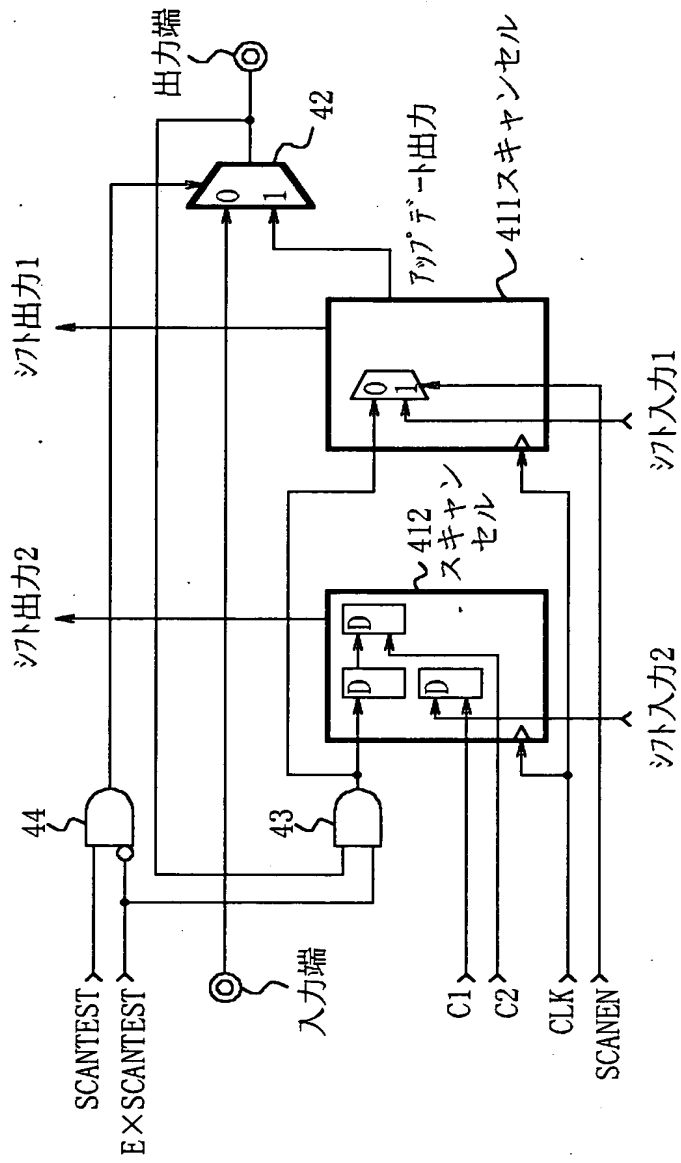 SCANTEST
E×SCANTEST
44
シフト出力2
シフト出力1
出力端
0
1
42
43
入力端
412
スキャン
セル
D
D
D
0
1
アップデート出力
411スキャンセル
C1
C2
CLK
SCANEN
シフト入力2
シフト入力1